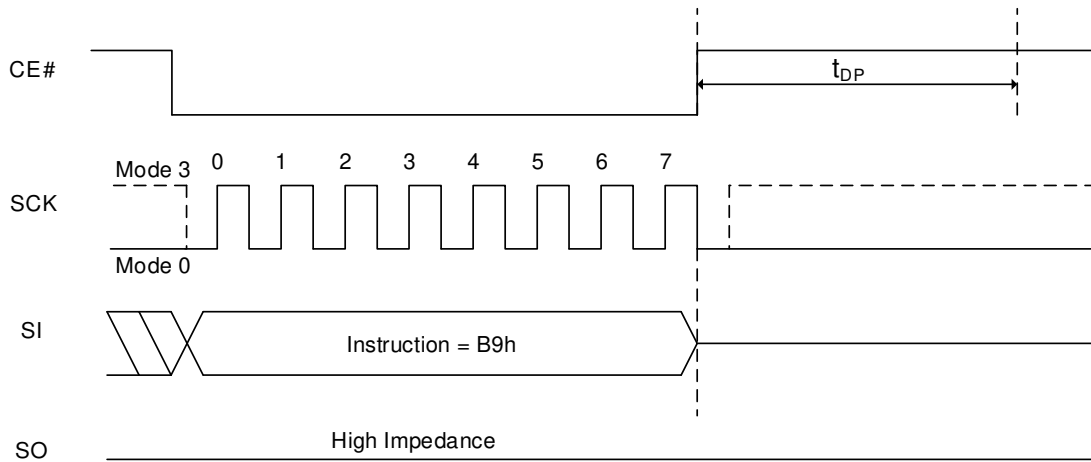 CE#
t_DP
Mode 3 0 1 2 3 4 5 6 7
SCK
Mode 0
SI
Instruction = B9h
High Impedance
SO